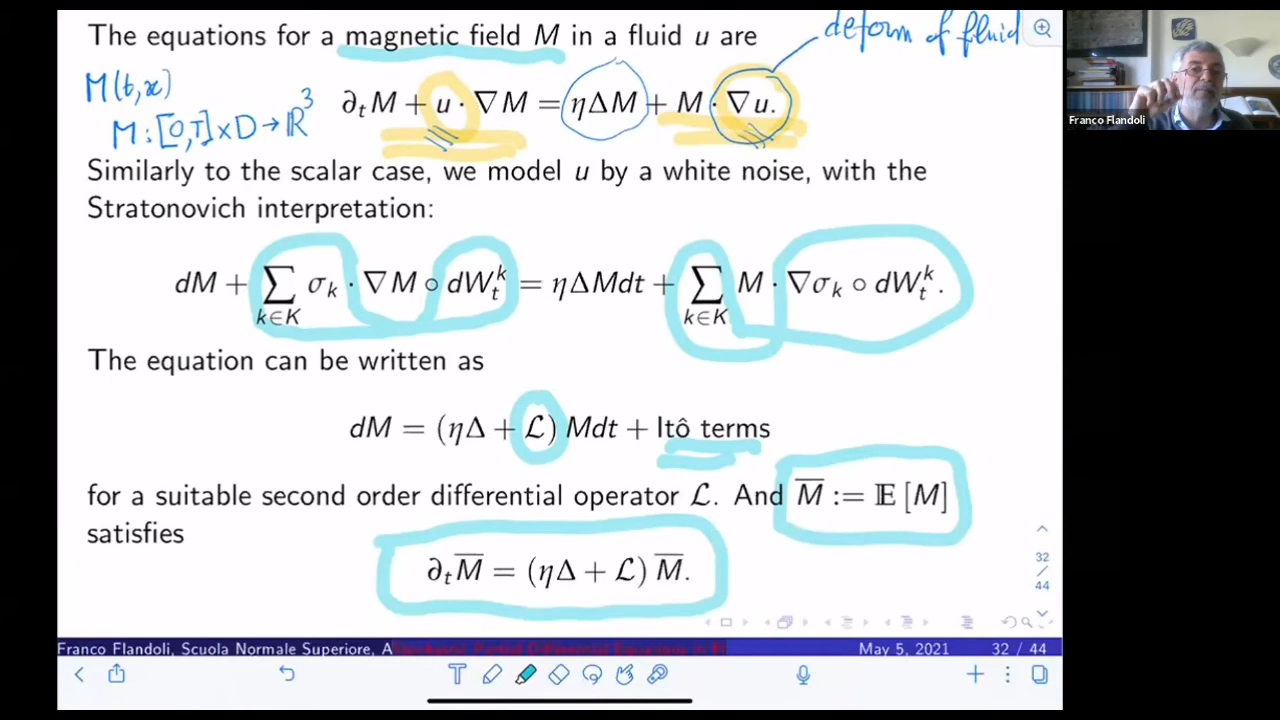 The equations for a magnetic field M in a fluid u are
deform of fluid
M(t,x)
M : [0,T] × D → ℝ³
∂ₜM + u · ∇M = ηΔM + M · ∇u.
Similarly to the scalar case, we model u by a white noise, with the
Stratonovich interpretation:
dM + ∑_{k∈K} σₖ · ∇M ∘ dWₜᵏ = ηΔMdt + ∑_{k∈K} M · ∇σₖ ∘ dWₜᵏ.
The equation can be written as
dM = (ηΔ + ℒ) Mdt + Itô terms
for a suitable second order differential operator ℒ. And M̅ := 𝔼 [M]
satisfies
∂ₜM̅ = (ηΔ + ℒ) M̅.
32
/
44
Franco Flandoli, Scuola Normale Superiore, A
May 5, 2021
32 / 44
Franco Flandoli